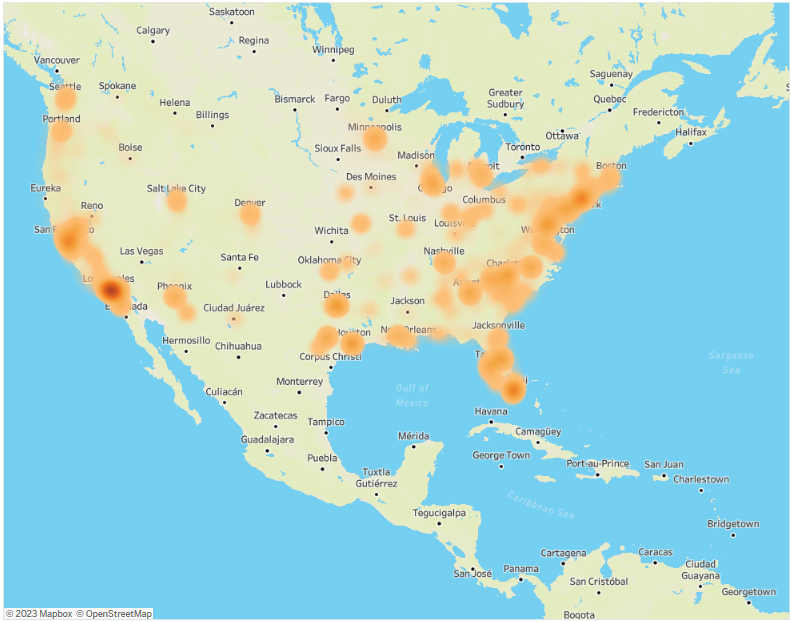 Saskatoon
Calgary
Regina
Winnipeg
Vancouver
Saguenay
Seattle
Spokane
Bismarck
Fargo
Duluth
Greater
Sudbury
Quebec
Helena
Billings
Fredericton
Portland
Minneapolis
Ottawa
Halifax
Boise
Sioux Falls
Madison
Toronto
Boston
Des Moines
Eureka
Salt Lake City
Columbus
Reno
Denver
St. Louis
Wichita
Las Vegas
Nashville
Santa Fe
Oklahoma City
Phoenix
Lubbock
Dallas
Jackson
Ciudad Juárez
Jacksonville
Houston
New Orleans
Hermosillo
Chihuahua
Corpus Christi
Sargasso
Sea
Monterrey
Gulf of
Mexico
Culiacán
Havana
Zacatecas
Tampico
Camagüey
Guadalajara
Mérida
George Town
Port-au-Prince
San Juan
Puebla
Charlestown
Tuxtla
Gutiérrez
Caribbean Sea
Tegucigalpa
Bridgetown
Cartagena
Caracas
San José
Panama
Ciudad
Guayana
San Cristóbal
Georgetown
© 2023 Mapbox © OpenStreetMap
Bogota